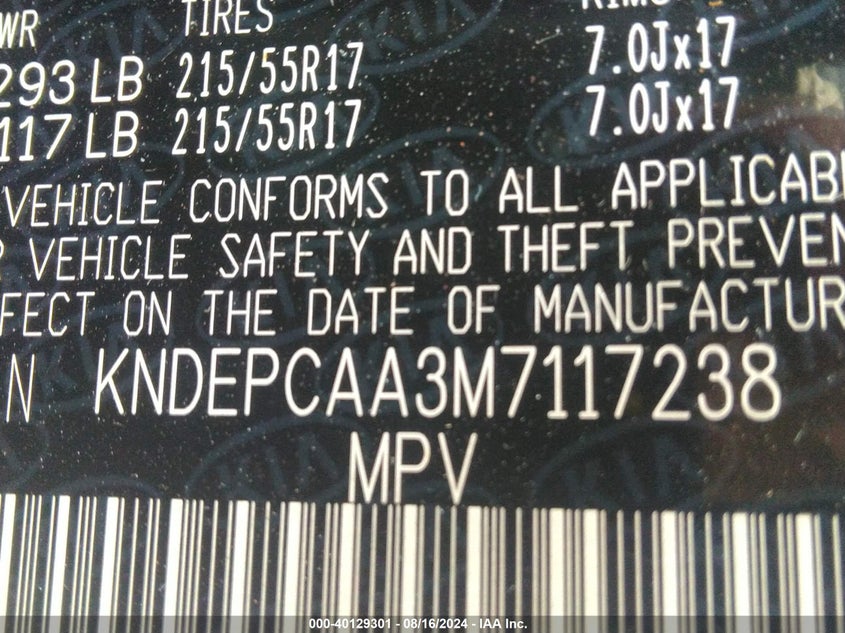 WR TIRES RIMS
293 LB 215/55R17 7.0Jx17
117 LB 215/55R17 7.0Jx17
VEHICLE CONFORMS TO ALL APPLICABL
VEHICLE SAFETY AND THEFT PREVEN
FECT ON THE DATE OF MANUFACTUR
N KNDEPCAA3M7117238
MPV
000-40129301 - 08/16/2024 - IAA Inc.